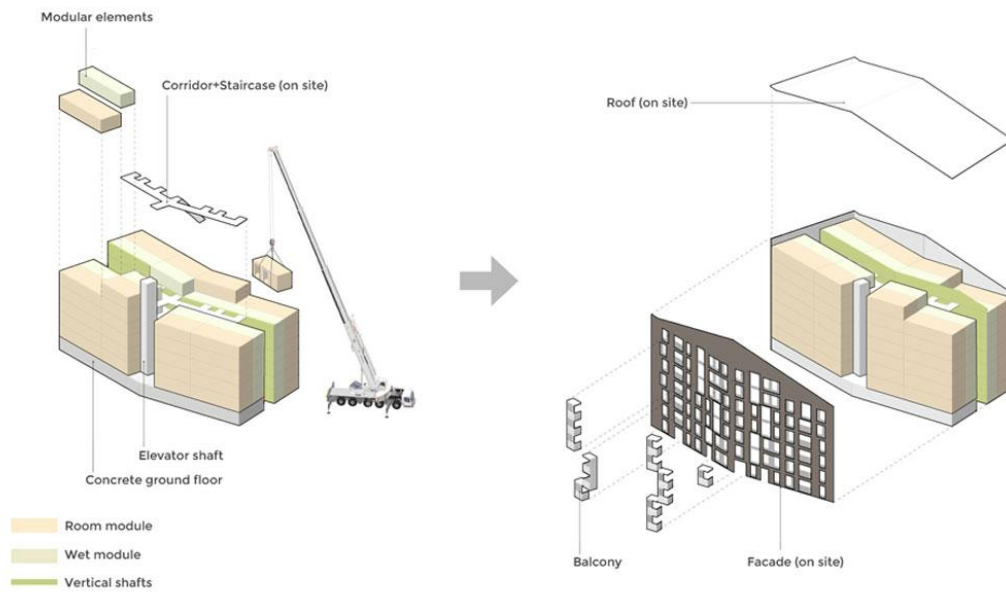 Modular elements
Corridor+Staircase (on site)
Elevator shaft
Concrete ground floor
Room module
Wet module
Vertical shafts
Roof (on site)
Balcony
Facade (on site)